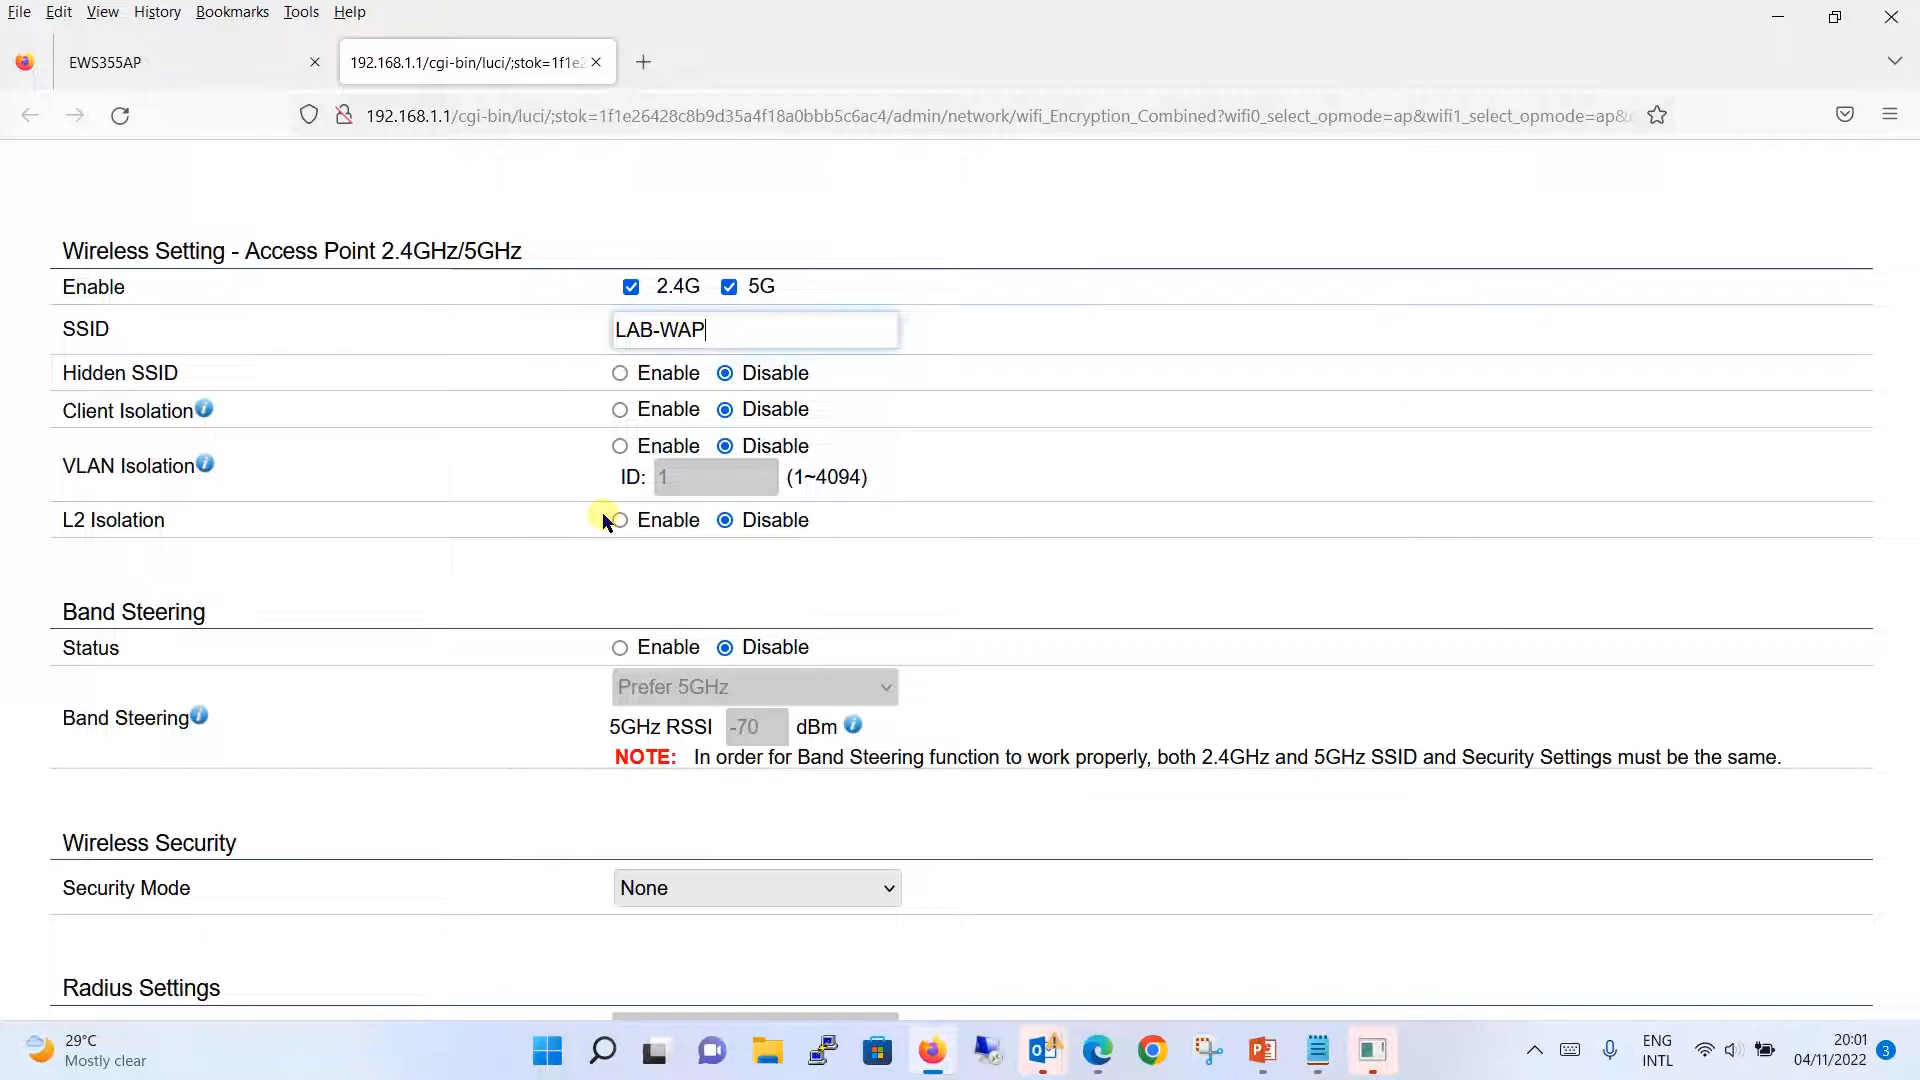 File Edit View History Bookmarks Tools Help
EWS355AP
192.168.1.1/cgi-bin/luci/;stok=1f1e2
192.168.1.1/cgi-bin/luci/;stok=1f1e26428c8b9d35a4f18a0bbb5c6ac4/admin/network/wifi_Encryption_Combined?wifi0_select_opmode=ap&wifi1_select_opmode=ap&
Wireless Setting - Access Point 2.4GHz/5GHz
Enable 2.4G 5G
SSID LAB-WAP
Hidden SSID Enable Disable
Client Isolation Enable Disable
Enable Disable
VLAN Isolation
ID: 1 (1~4094)
L2 Isolation Enable Disable
Band Steering
Status Enable Disable
Prefer 5GHz
Band Steering
5GHz RSSI -70 dBm
NOTE: In order for Band Steering function to work properly, both 2.4GHz and 5GHz SSID and Security Settings must be the same.
Wireless Security
Security Mode None
Radius Settings
29°C
Mostly clear
ENG
INTL
20:01
04/11/2022
3